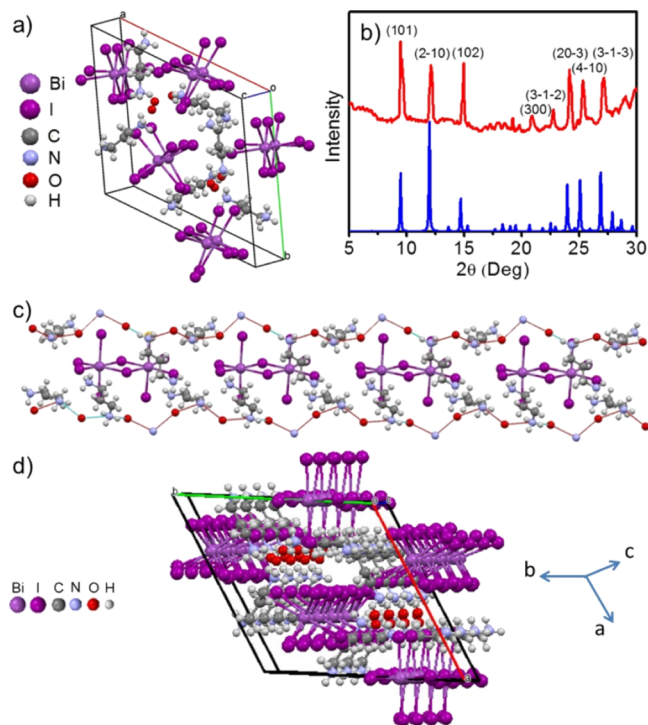 a)
a
c
o
b
Bi
I
C
N
O
H
b)
Intensity
(101)
(2-10)
(102)
(3-1-2)
(300)
(20-3)
(4-10)
(3-1-3)
5 10 15 20 25 30
2θ (Deg)
c)
d)
b
a
Bi I C N O H
b
c
a